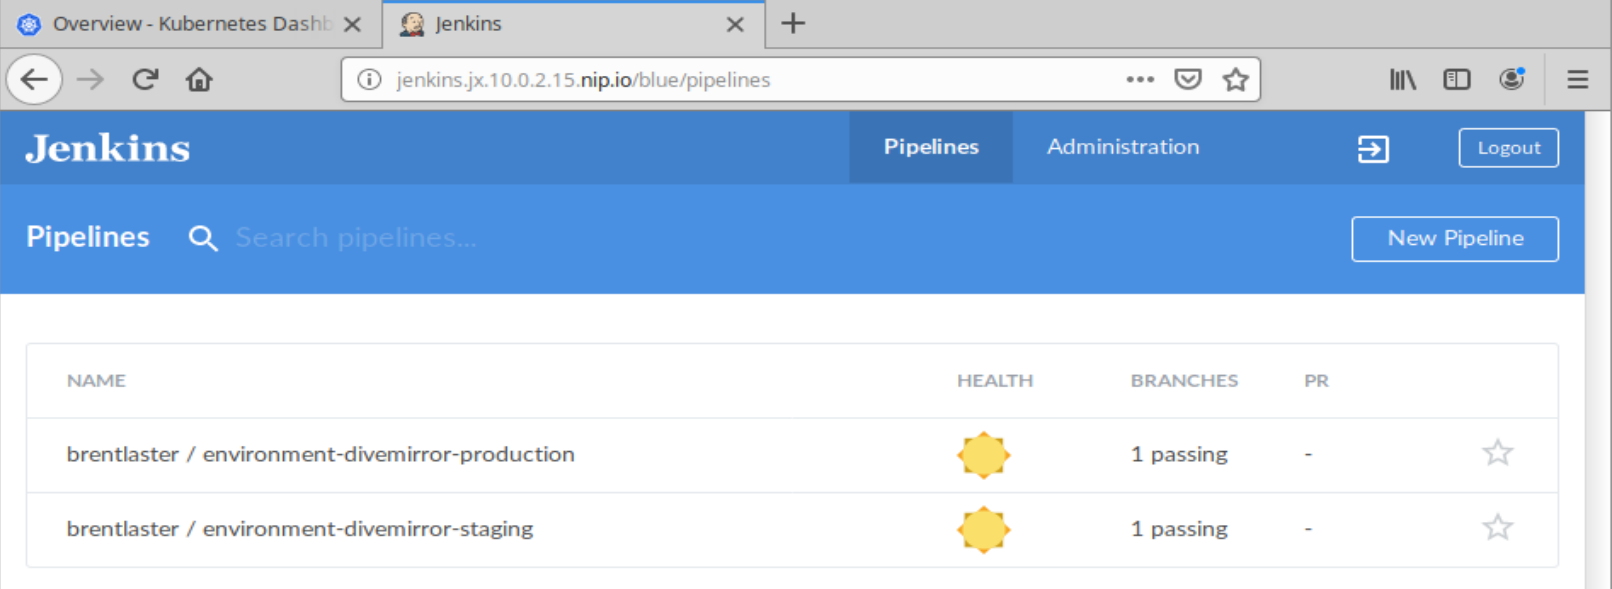 Overview - Kubernetes Dashb
Jenkins
jenkins.jx.10.0.2.15.nip.io/blue/pipelines
Jenkins
Pipelines
Administration
Logout
Pipelines
Search pipelines...
New Pipeline
NAME HEALTH BRANCHES PR
brentlaster / environment-divemirror-production 1 passing -
brentlaster / environment-divemirror-staging 1 passing -